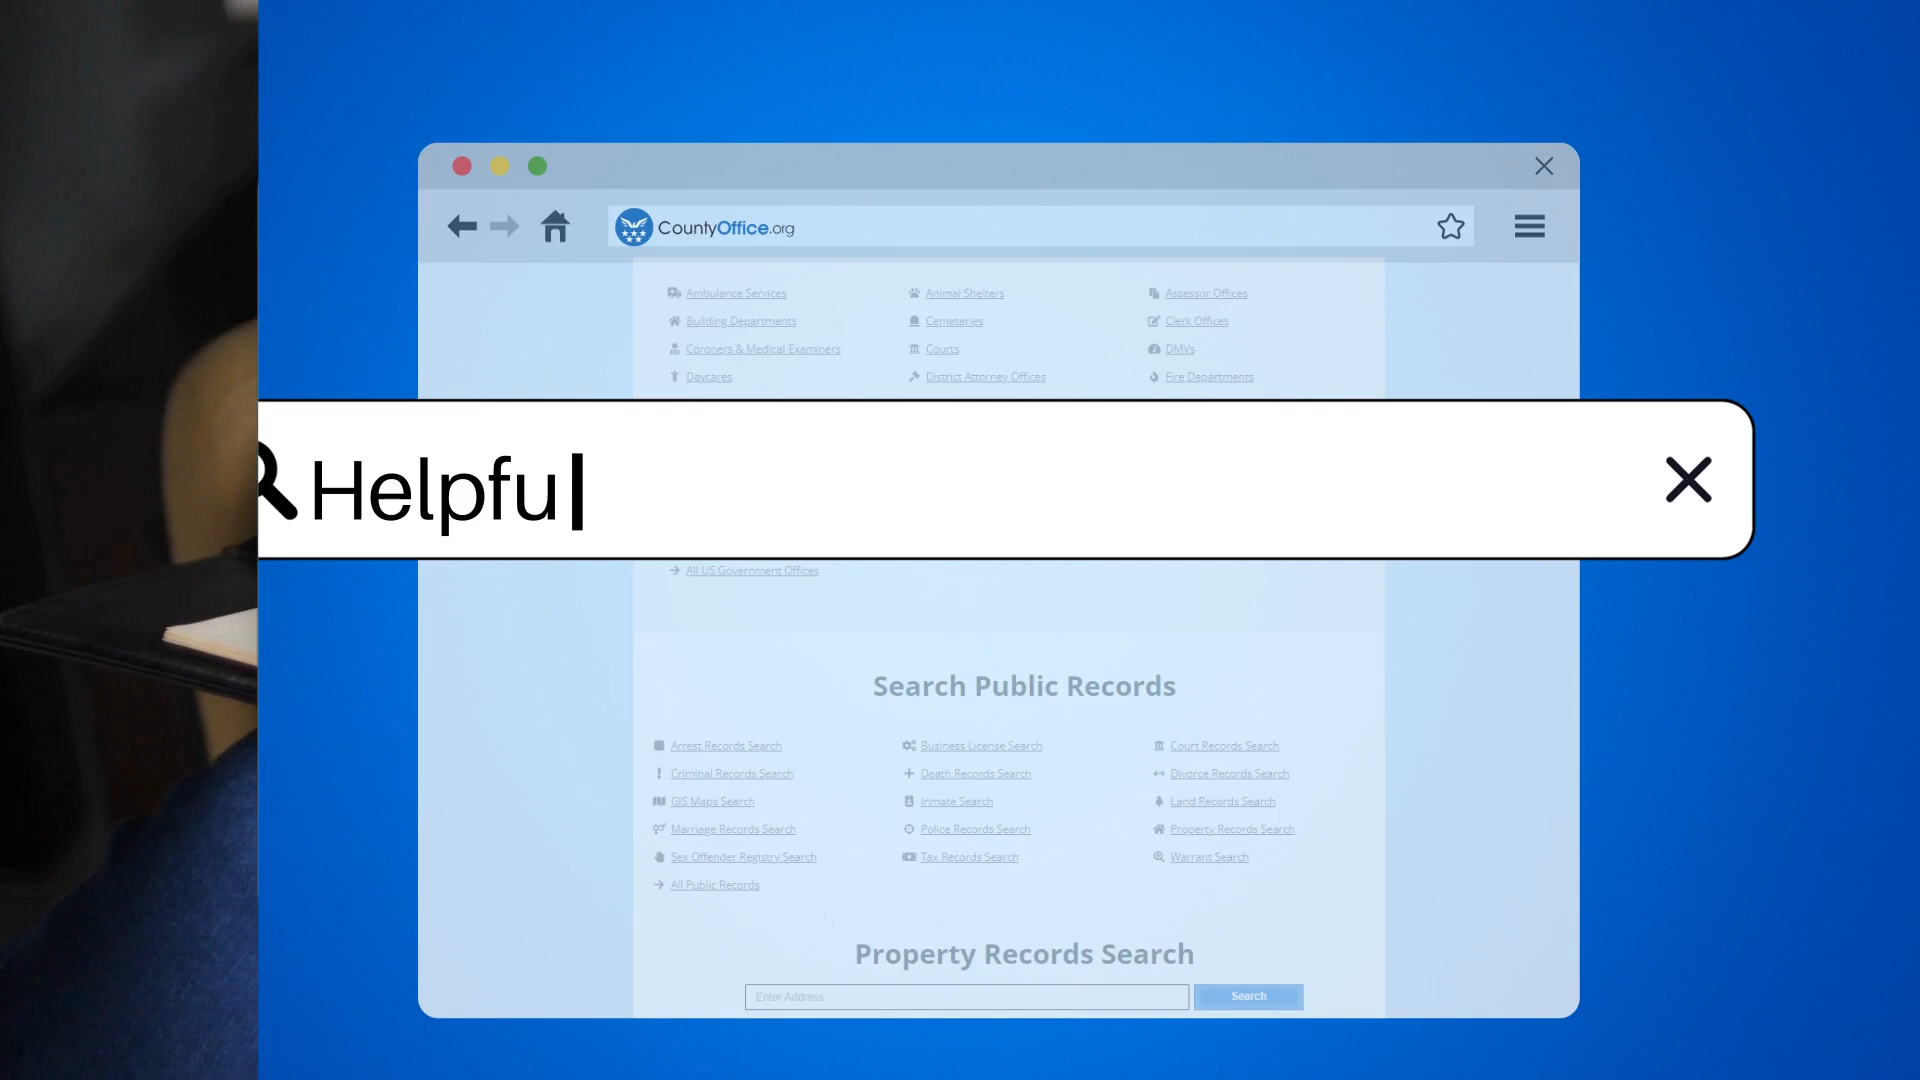 CountyOffice.org
Ambulance Services Animal Shelters Assessor Offices
Building Departments Cemeteries Clerk Offices
Coroners & Medical Examiners Courts DMVs
Daycares District Attorney Offices Fire Departments
Helpfu
All US Government Offices
Search Public Records
Arrest Records Search Business License Search Court Records Search
Criminal Records Search Death Records Search Divorce Records Search
GIS Maps Search Inmate Search Land Records Search
Marriage Records Search Police Records Search Property Records Search
Sex Offender Registry Search Tax Records Search Warrant Search
All Public Records
Property Records Search
Enter Address Search